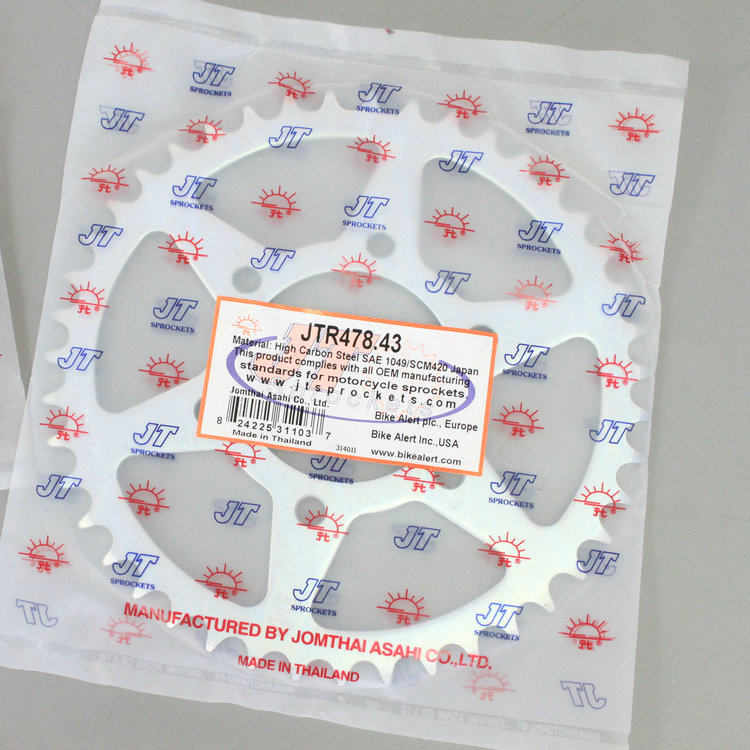 JTR478.43
Material: High Carbon Steel SAE 1049/SCM420 Japan
This product complies with all OEM manufacturing
standards for motorcycle sprockets
www.jtsprockets.com
Jomthai Asahi Co., Ltd.
Bike Alert plc., Europe
8 24225 31103 7
Bike Alert Inc.,USA
Made in Thailand
314011
www.bikealert.com
JT
SPROCKETS
jt®
MANUFACTURED BY JOMTHAI ASAHI CO.,LTD.
MADE IN THAILAND